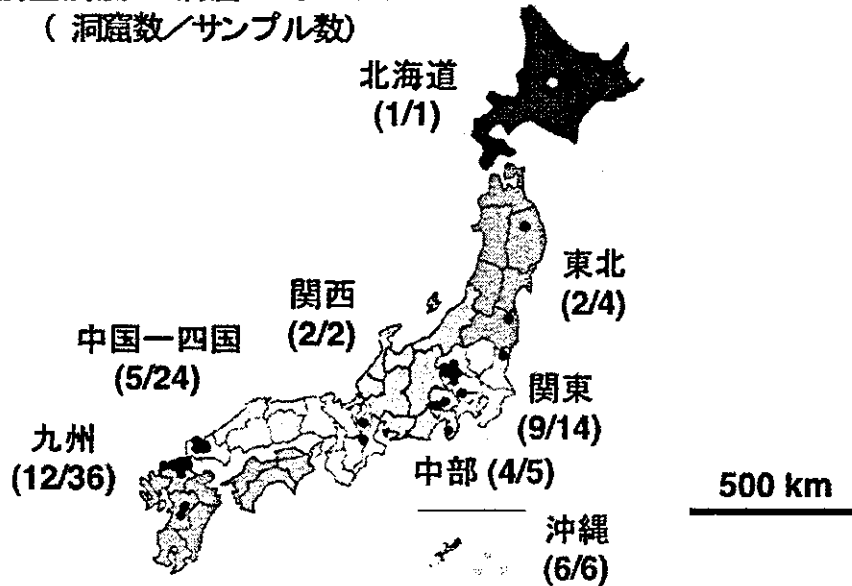 ( 洞窟数／サンプル数)
北海道
(1/1)
東北
(2/4)
関西
(2/2)
中国ー四国
(5/24)
関東
(9/14)
九州
(12/36)
中部 (4/5)
500 km
沖縄
(6/6)